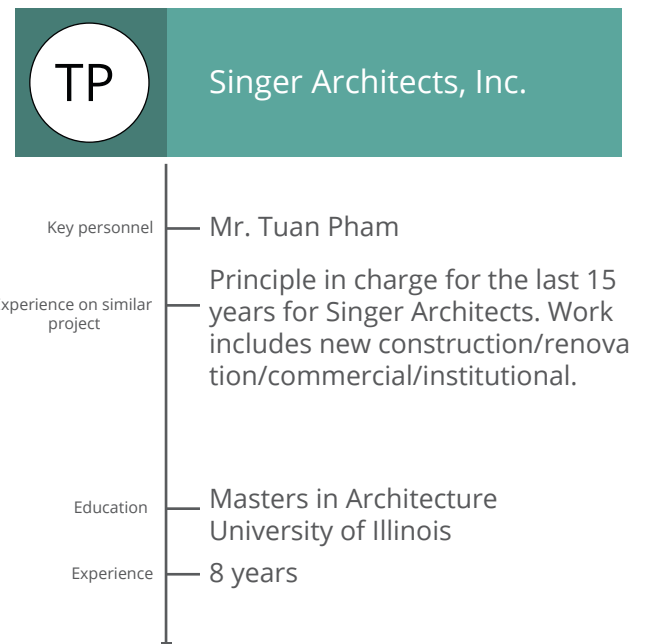 TP
Singer Architects, Inc.
Key personnel
Mr. Tuan Pham
Experience on similar
project
Principle in charge for the last 15
years for Singer Architects. Work
includes new construction/renova
tion/commercial/institutional.
Education
Masters in Architecture
University of Illinois
Experience
8 years